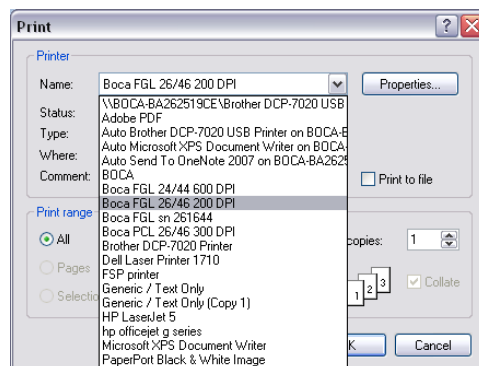 Print
Printer
Name:
Boca FGL 26/46 200 DPI
Properties...
Status:
Type:
Where:
Comment:
\\BOCA-BA262519CE\Brother DCP-7020 USB
Adobe PDF
Auto Brother DCP-7020 USB Printer on BOCA-B
Auto Microsoft XPS Document Writer on BOCA-
Auto Send To OneNote 2007 on BOCA-BA2625
BOCA
Boca FGL 24/44 600 DPI
Boca FGL 26/46 200 DPI
Boca FGL sn 261644
Boca PCL 26/46 300 DPI
Brother DCP-7020 Printer
Dell Laser Printer 1710
FSP printer
Generic / Text Only
Generic / Text Only (Copy 1)
HP LaserJet 5
hp officejet g series
Microsoft XPS Document Writer
PaperPort Black & White Image
Print to file
Print range
All
Pages
Selectio
opies:
1
1 2 3
Collate
K
Cancel